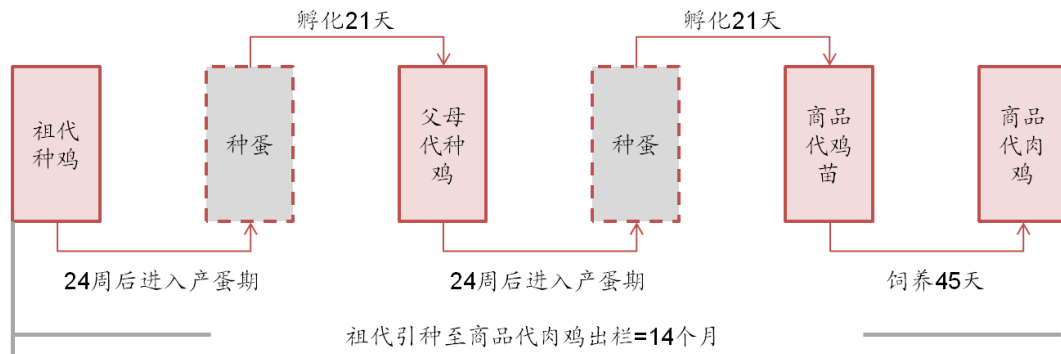 孵化21天
孵化21天
祖代
种鸡
种蛋
父母
代种
鸡
种蛋
商品
代鸡
苗
商品
代肉
鸡
24周后进入产蛋期
24周后进入产蛋期
饲养45天
祖代引种至商品代肉鸡出栏=14个月